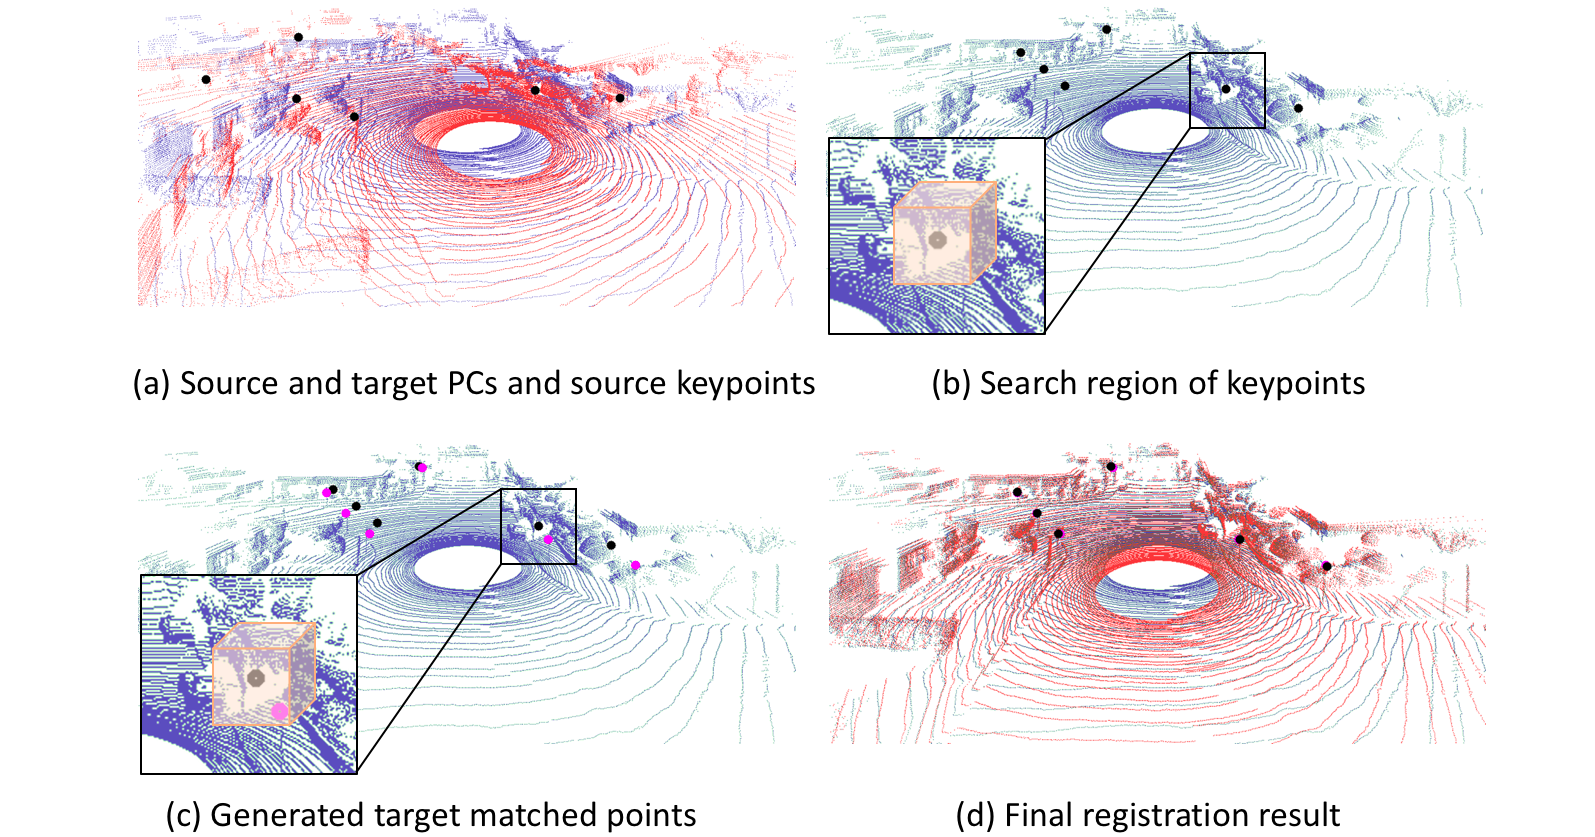 (a) Source and target PCs and source keypoints
(b) Search region of keypoints
(c) Generated target matched points
(d) Final registration result